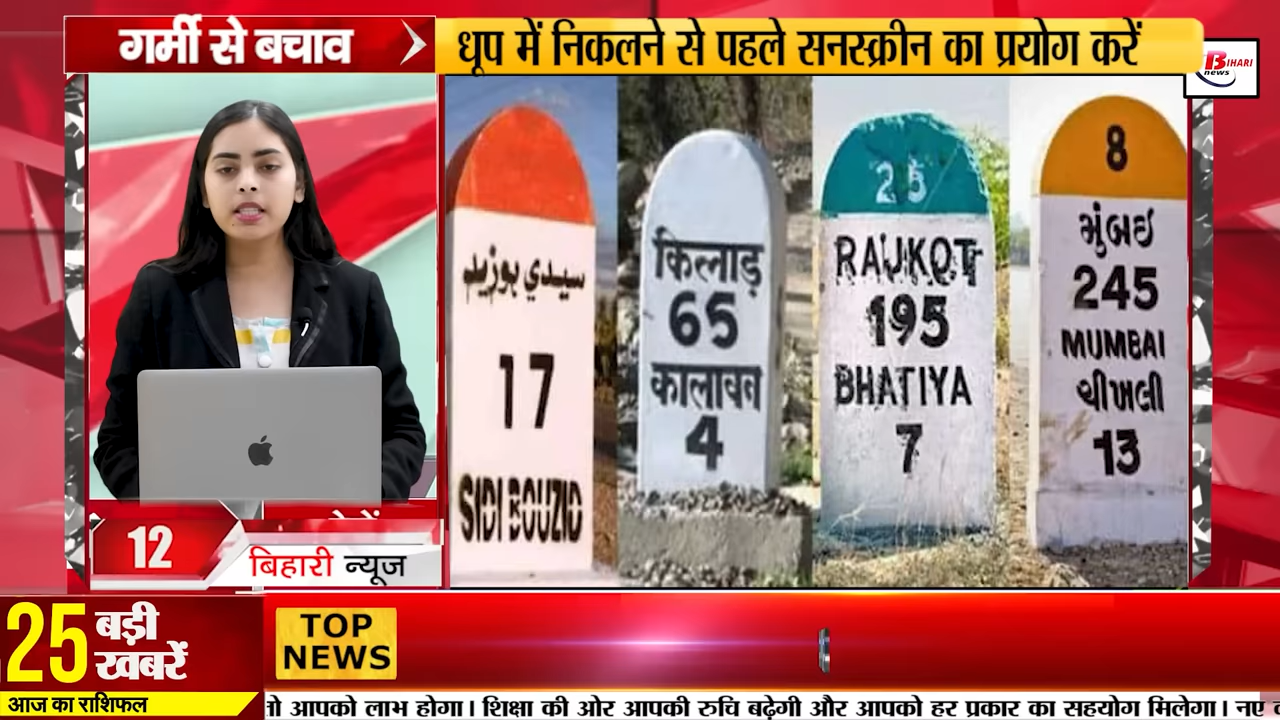 गर्मी से बचाव
धूप में निकलने से पहले सनस्क्रीन का प्रयोग करें
BIHARI
news
سيدي بوزيد
17
SIDI BOUZID
किलाड़
65
कालावन
4
25
RAJKOT
195
BHATIYA
7
8
મુંબઇ
245
MUMBAI
ચીખલી
13
12
बिहारी न्यूज
25 बड़ी
खबरें
TOP
NEWS
आज का राशिफल
आपको लाभ होगा। शिक्षा की ओर आपकी रुचि बढ़ेगी और आपको हर प्रकार का सहयोग मिलेगा। नए